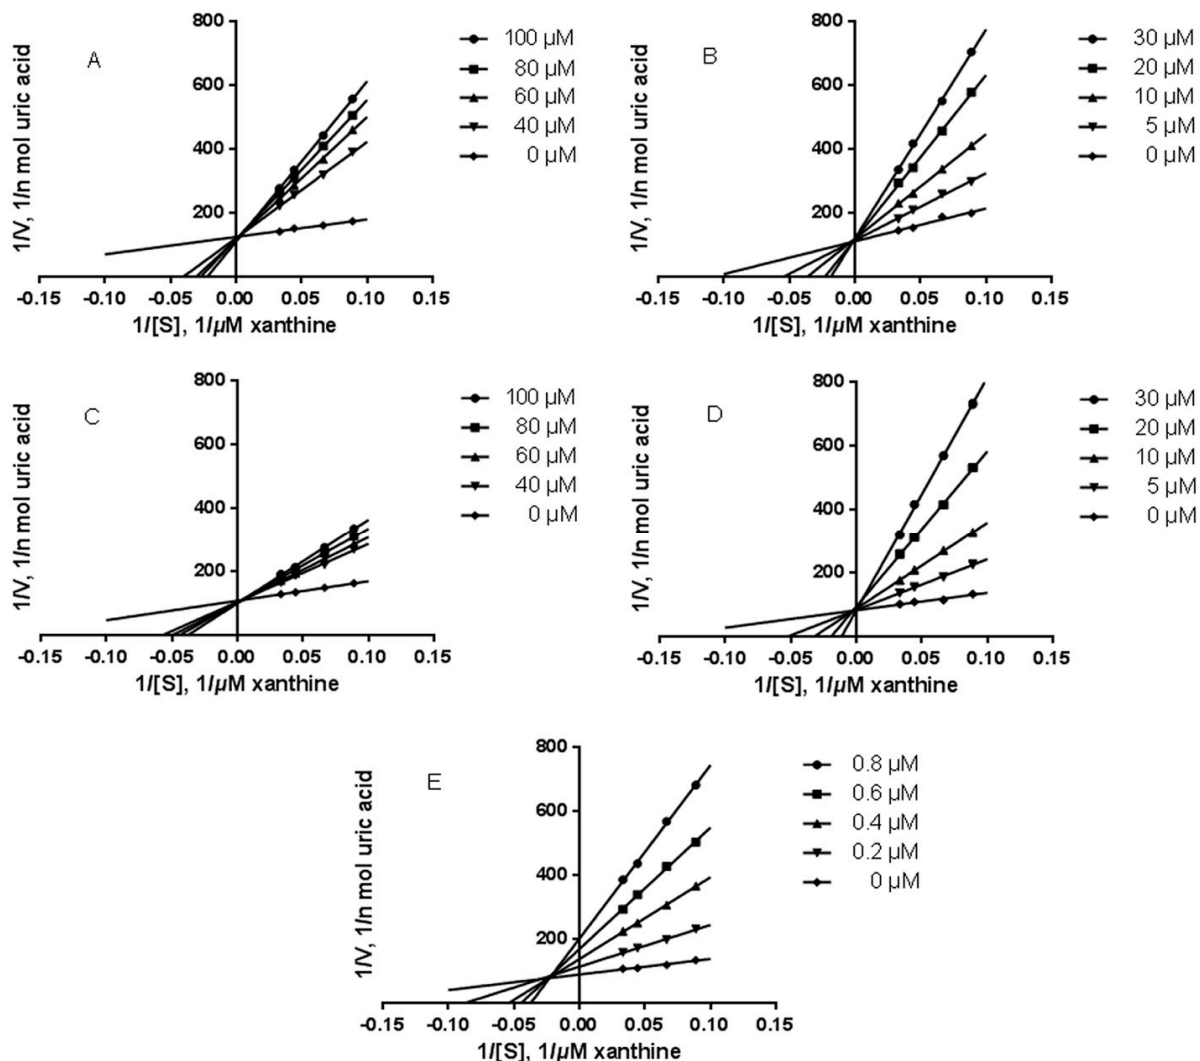 A
1/V, 1/n mol uric acid
800
600
400
200
-0.15 -0.10 -0.05 0.00 0.05 0.10 0.15
1/[S], 1/µM xanthine
100 µM
80 µM
60 µM
40 µM
0 µM
B
1/V, 1/n mol uric acid
800
600
400
200
-0.15 -0.10 -0.05 0.00 0.05 0.10 0.15
1/[S], 1/µM xanthine
30 µM
20 µM
10 µM
5 µM
0 µM
C
1/V, 1/n mol uric acid
800
600
400
200
-0.15 -0.10 -0.05 0.00 0.05 0.10 0.15
1/[S], 1/µM xanthine
100 µM
80 µM
60 µM
40 µM
0 µM
D
1/V, 1/n mol uric acid
800
600
400
200
-0.15 -0.10 -0.05 0.00 0.05 0.10 0.15
1/[S], 1/µM xanthine
30 µM
20 µM
10 µM
5 µM
0 µM
E
1/V, 1/n mol uric acid
800
600
400
200
-0.15 -0.10 -0.05 0.00 0.05 0.10 0.15
1/[S], 1/µM xanthine
0.8 µM
0.6 µM
0.4 µM
0.2 µM
0 µM